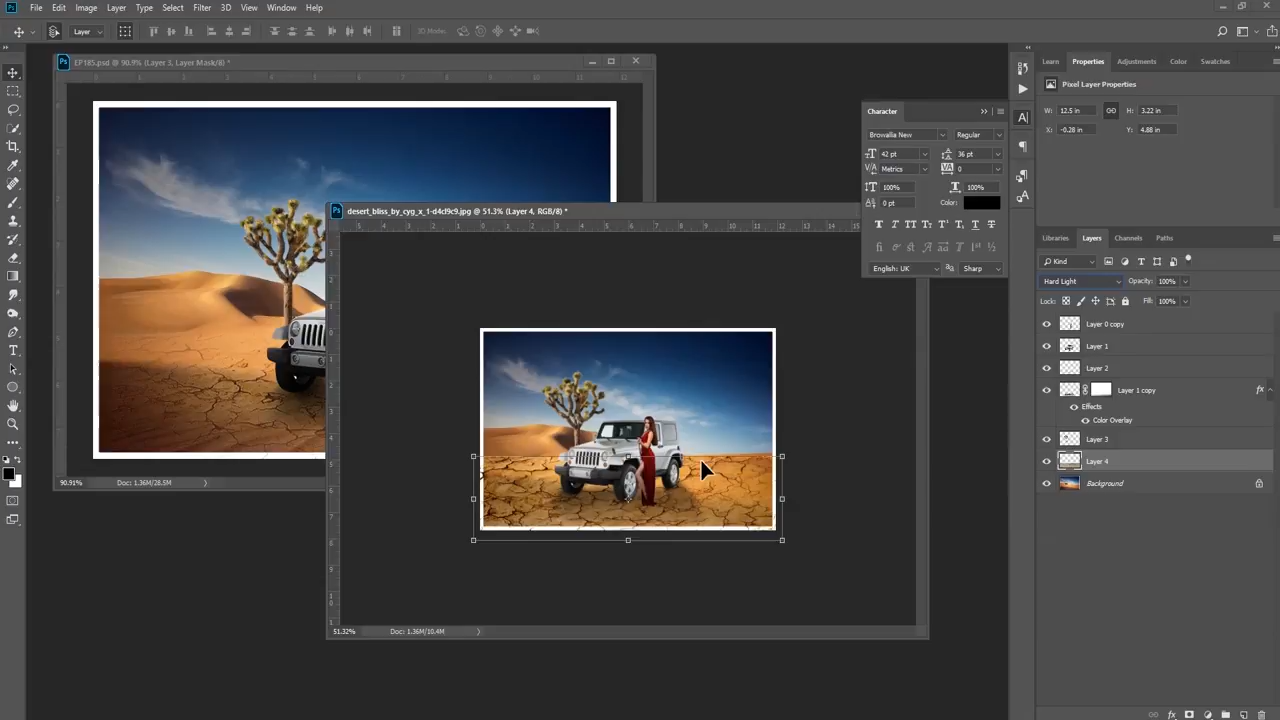 File Edit Image Layer Type Select Filter 3D View Window Help
Layer
3D Mode:
EP185.psd @ 90.9% (Layer 3, Layer Mask/8) *
desert_bliss_by_cyg_x_1-d4cl9c9.jpg @ 51.3% (Layer 4, RGB/8) *
90.91% Doc: 1.36M/28.5M
51.32% Doc: 1.36M/10.4M
Character
Browallia New Regular
42 pt 36 pt
Metrics 0
100% 100%
0 pt Color:
English: UK Sharp
Learn Properties Adjustments Color Swatches
Pixel Layer Properties
W: 12.5 in H: 3.22 in
X: -0.28 in Y: 4.88 in
Libraries Layers Channels Paths
Kind
Hard Light Opacity: 100%
Lock: Fill: 100%
Layer 0 copy
Layer 1
Layer 2
Layer 1 copy fx
Effects
Color Overlay
Layer 3
Layer 4
Background